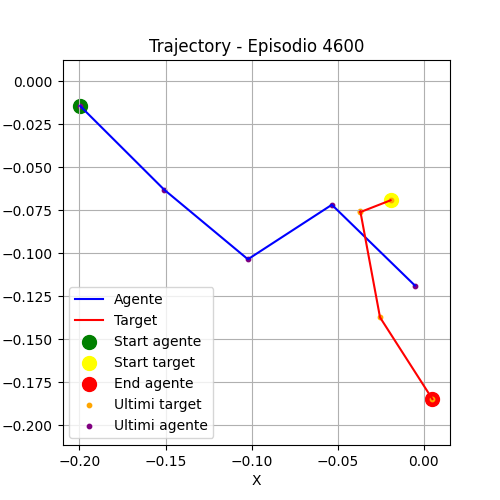 Trajectory - Episodio 4600
0.000
−0.025
−0.050
−0.075
−0.100
−0.125
−0.150
−0.175
−0.200
Agente
Target
Start agente
Start target
End agente
Ultimi target
Ultimi agente
−0.20 −0.15 −0.10 −0.05 0.00
X